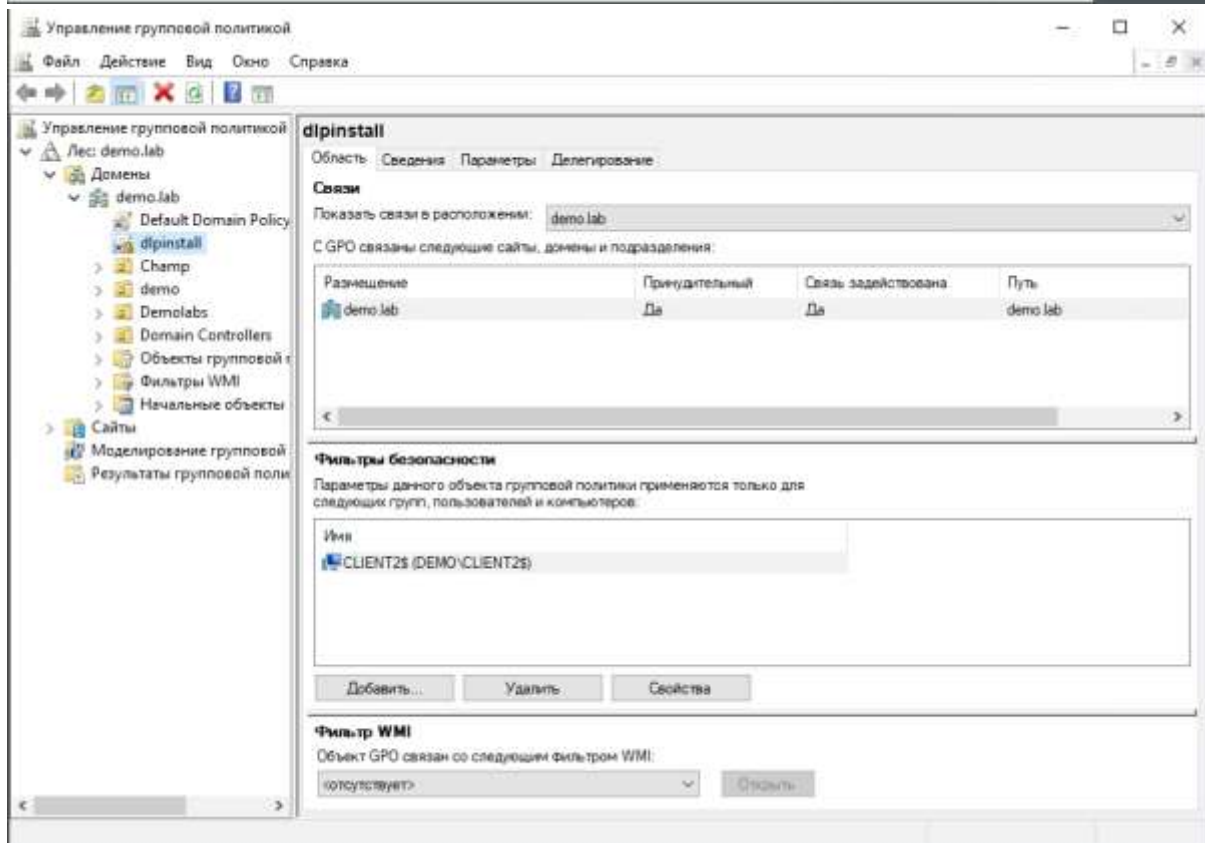 Управление групповой политикой
Файл Действие Вид Окно Справка
Управление групповой политикой
Лес: demo.lab
Домены
demo.lab
Default Domain Policy
dlpinstall
Champ
demo
Demolabs
Domain Controllers
Объекты групповой г
Фильтры WMI
Начальные объекты
Сайты
Моделирование групповой
Результаты групповой поли
dlpinstall
Область Сведения Параметры Делегирование
Связи
Показать связи в расположении: demo.lab
С GPO связаны следующие сайты, домены и подразделения:
Размещение Принудительный Связь задействована Путь
demo.lab Да Да demo.lab
Фильтры безопасности
Параметры данного объекта групповой политики применяются только для
следующих групп, пользователей и компьютеров:
Имя
CLIENT2$ (DEMO\CLIENT2$)
Добавить... Удалить Свойства
Фильтр WMI
Объект GPO связан со следующим фильтром WMI:
<отсутствует> Открыть